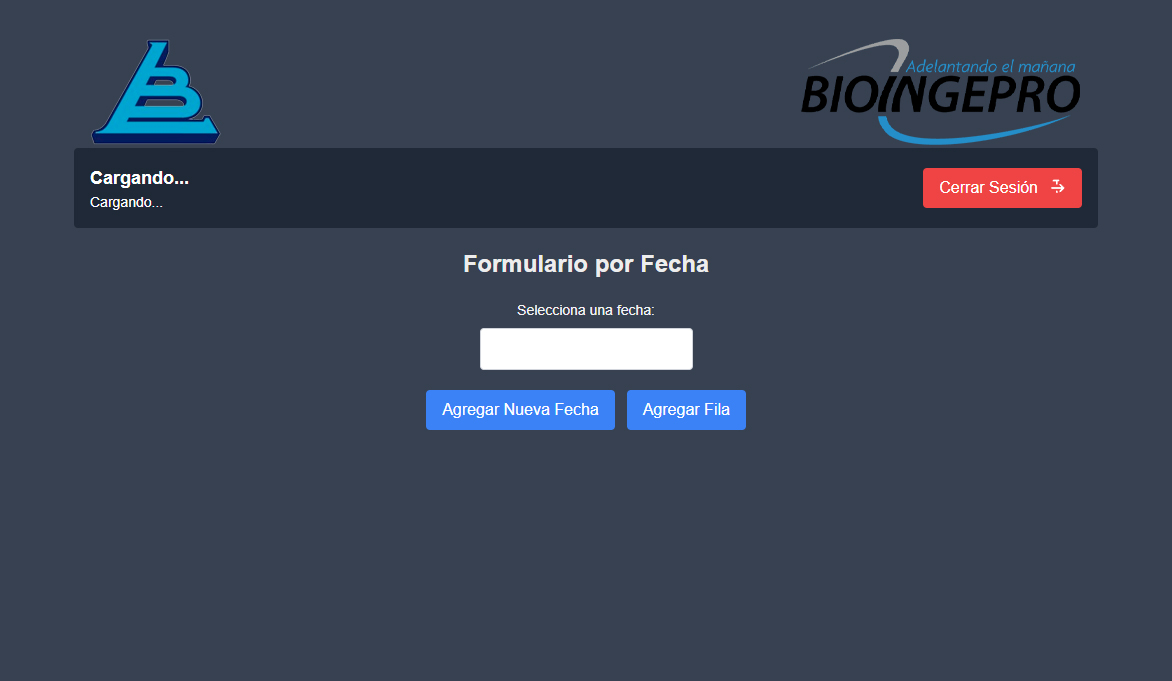 Adelantando el mañana
BIOINGEPRO
Cargando...
Cargando...
Cerrar Sesión
Formulario por Fecha
Selecciona una fecha:
Agregar Nueva Fecha
Agregar Fila